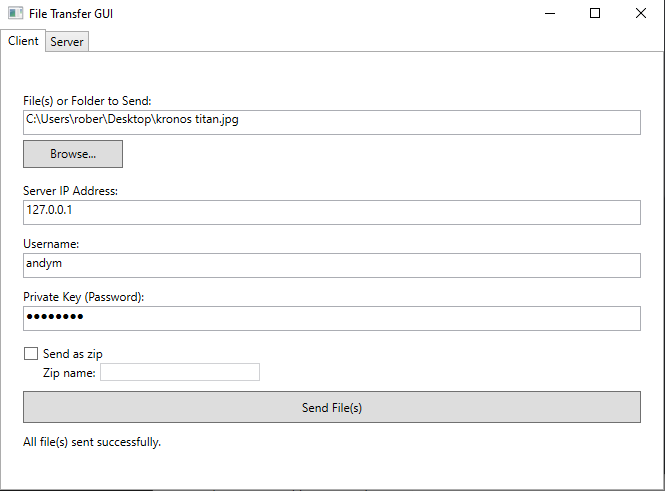 File Transfer GUI
Client Server
File(s) or Folder to Send:
C:\Users\rober\Desktop\kronos titan.jpg
Browse...
Server IP Address:
127.0.0.1
Username:
andym
Private Key (Password):
●●●●●●●●
Send as zip
Zip name:
Send File(s)
All file(s) sent successfully.